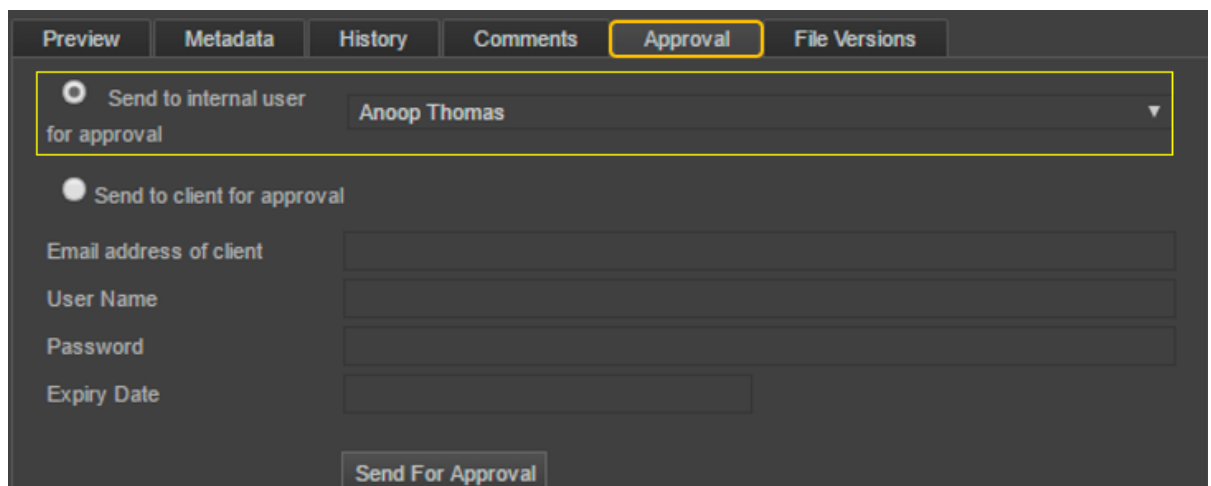 Preview Metadata History Comments Approval File Versions
Send to internal user
for approval
Anoop Thomas
Send to client for approval
Email address of client
User Name
Password
Expiry Date
Send For Approval